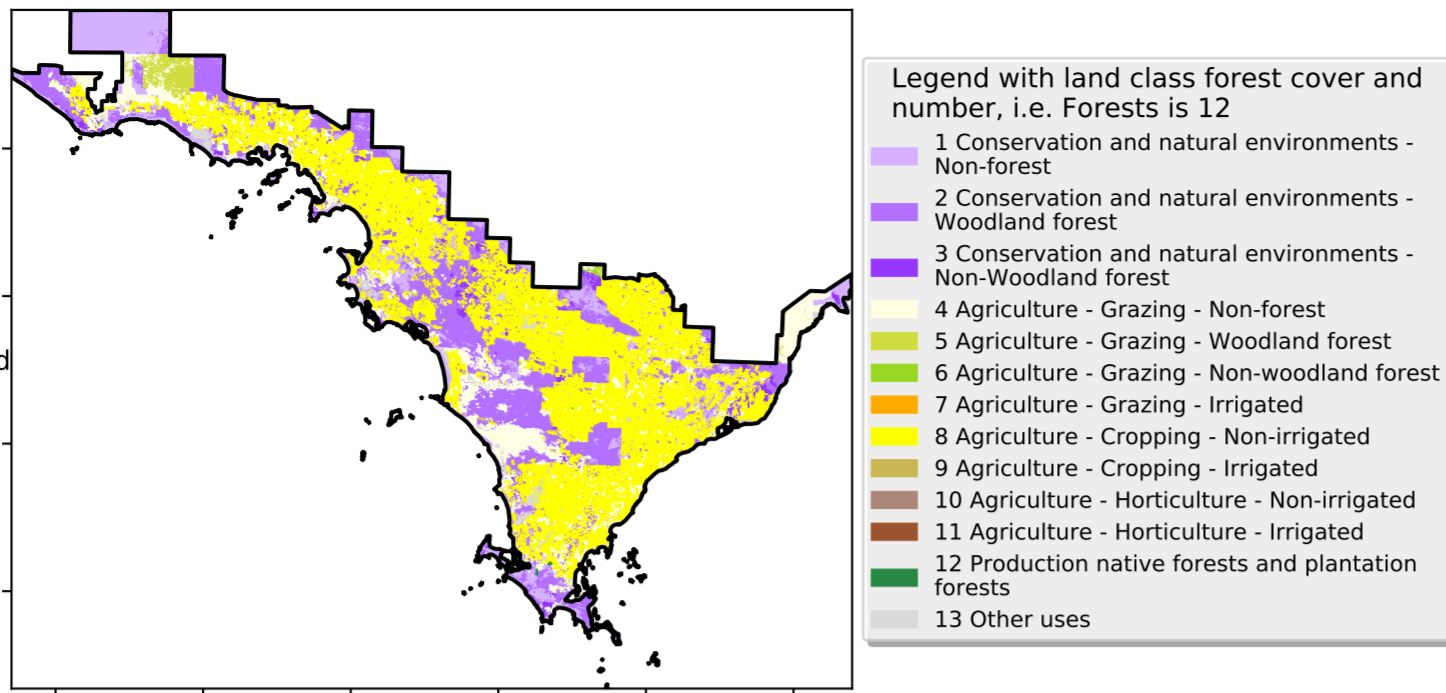 d
Legend with land class forest cover and
number, i.e. Forests is 12
1 Conservation and natural environments -
Non-forest
2 Conservation and natural environments -
Woodland forest
3 Conservation and natural environments -
Non-Woodland forest
4 Agriculture - Grazing - Non-forest
5 Agriculture - Grazing - Woodland forest
6 Agriculture - Grazing - Non-woodland forest
7 Agriculture - Grazing - Irrigated
8 Agriculture - Cropping - Non-irrigated
9 Agriculture - Cropping - Irrigated
10 Agriculture - Horticulture - Non-irrigated
11 Agriculture - Horticulture - Irrigated
12 Production native forests and plantation
forests
13 Other uses